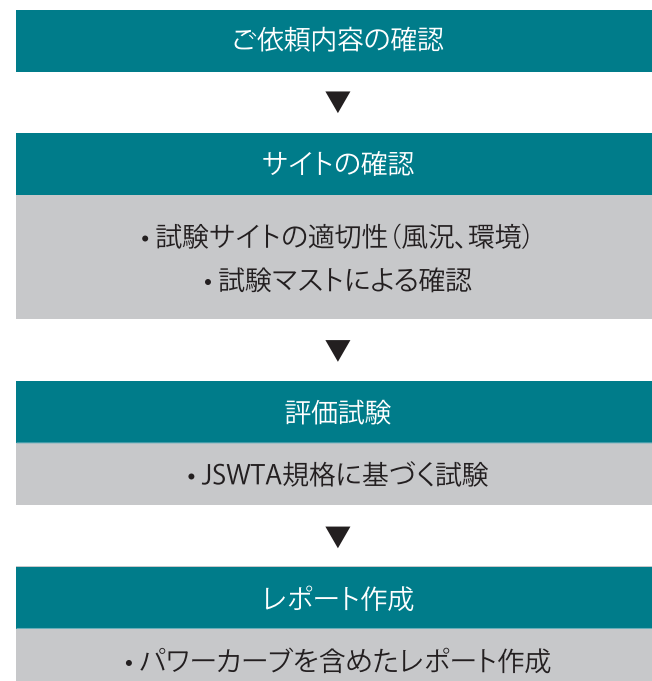 ご依頼内容の確認
▼
サイトの確認
・試験サイトの適切性(風況、環境)
・試験マストによる確認
▼
評価試験
・JSWTA規格に基づく試験
▼
レポート作成
・パワーカーブを含めたレポート作成